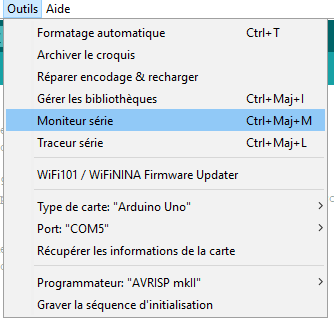 Outils Aide
Formatage automatique Ctrl+T
Archiver le croquis
Réparer encodage & recharger
Gérer les bibliothèques Ctrl+Maj+I
Moniteur série Ctrl+Maj+M
Traceur série Ctrl+Maj+L
WiFi101 / WiFiNINA Firmware Updater
Type de carte: "Arduino Uno"
Port: "COM5"
Récupérer les informations de la carte
Programmateur: "AVRISP mkII"
Graver la séquence d'initialisation